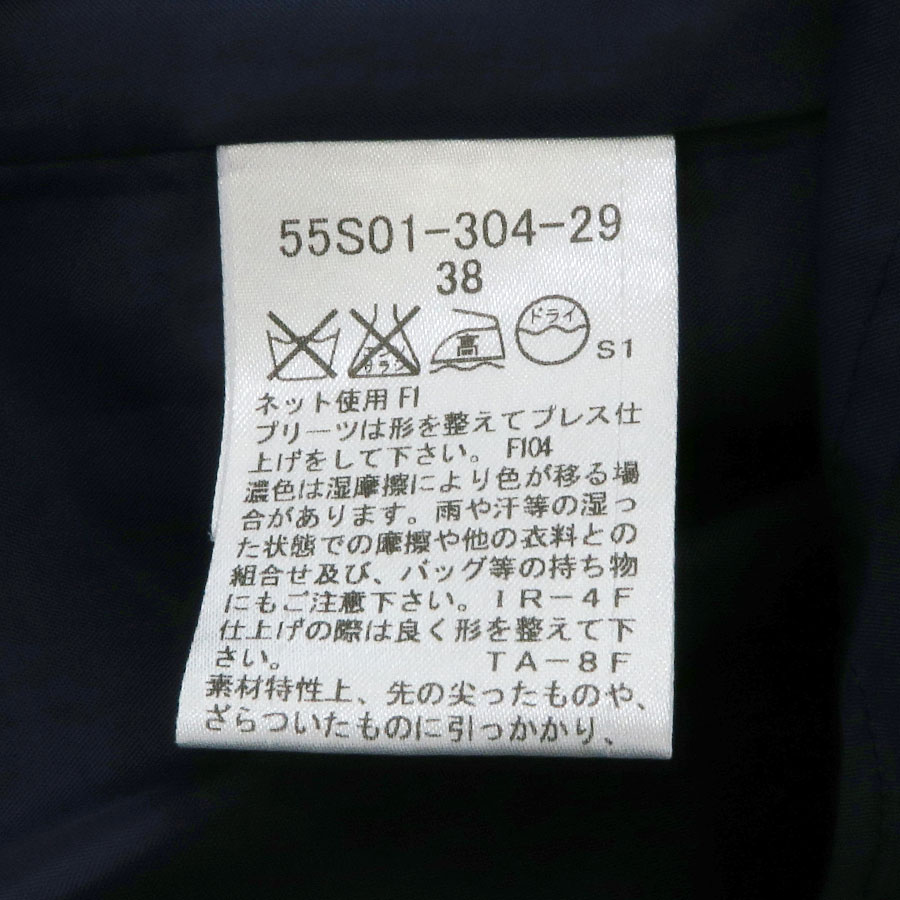 55S01-304-29
38
エンソ
サラシ
高
ドライ
S1
ネット使用 F1
プリーツは形を整えてプレス仕
上げをして下さい。 F104
濃色は湿摩擦により色が移る場
合があります。雨や汗等の湿っ
た状態での摩擦や他の衣料との
組合せ及び、バッグ等の持ち物
にもご注意下さい。IR-4F
仕上げの際は良く形を整えて下
さい。 TA-8F
素材特性上、先の尖ったものや、
ざらついたものに引っかかり、